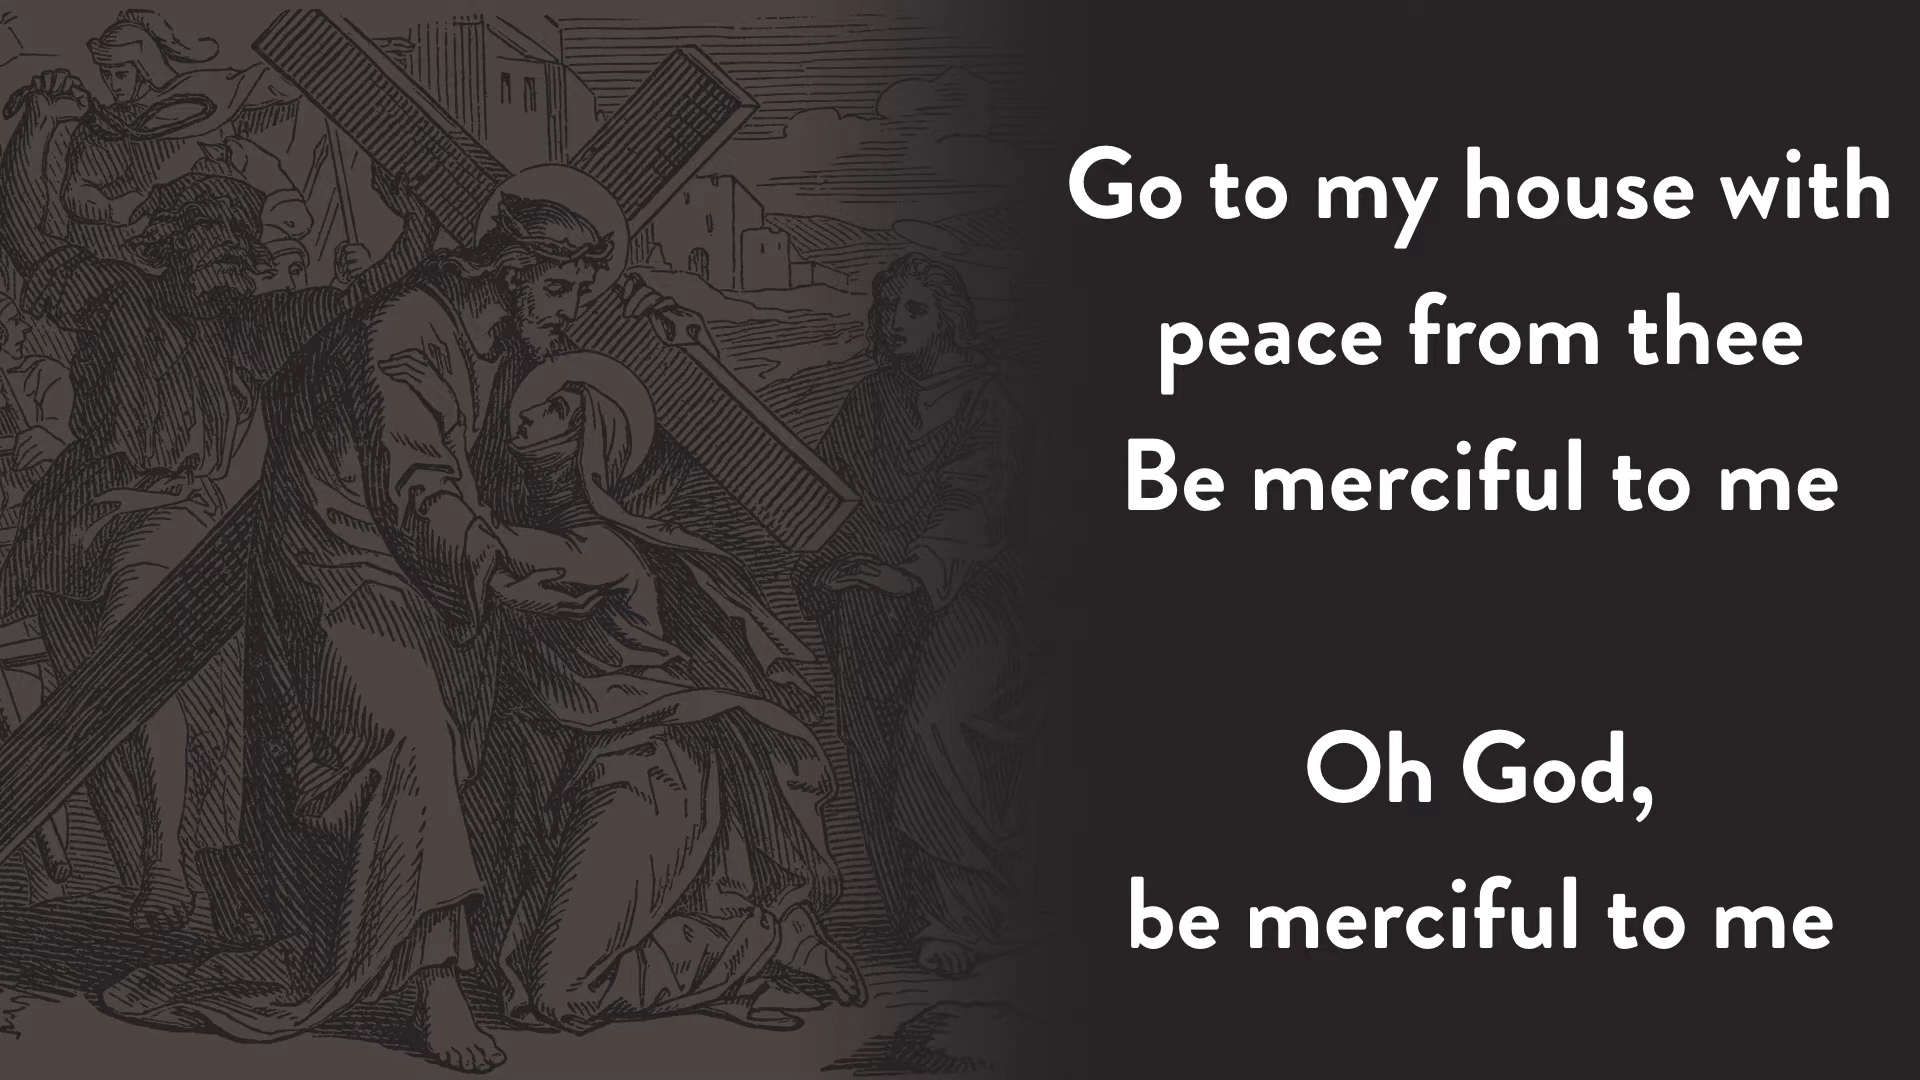 Go to my house with
peace from thee
Be merciful to me
Oh God,
be merciful to me